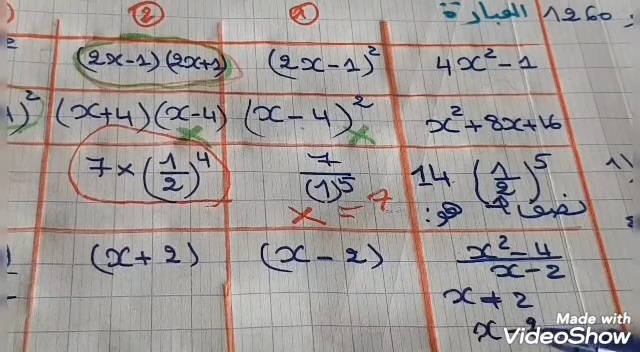 ② ① العبارة 1260
(2x-1)(2x+1) (2x-1)² 4x²-1
)² (x+4)(x-4) (x-4)² x²+8x+16
x x
7×(1/2)⁴ 7/(1)⁵ 14 (1/2)⁵
x = 7 نصف هو:
(x+2) (x-2) x²-4/x-2
x ≠ 2
x
Made with
VideoShow